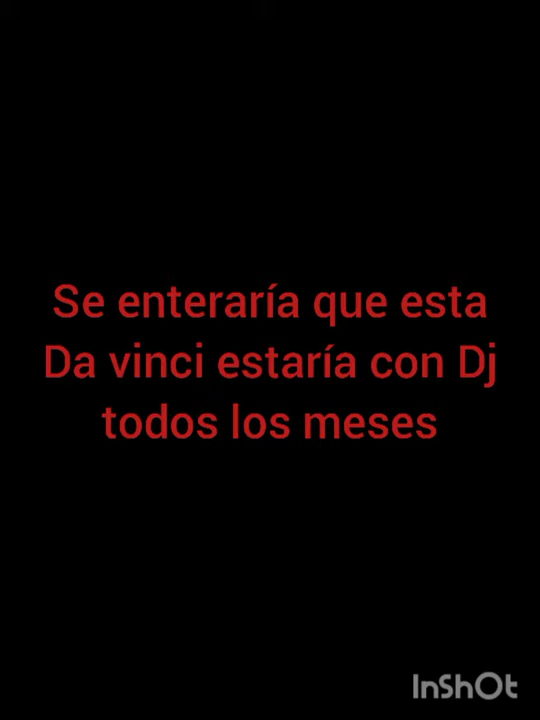 Se enteraría que esta
Da vinci estaría con Dj
todos los meses
InShOt